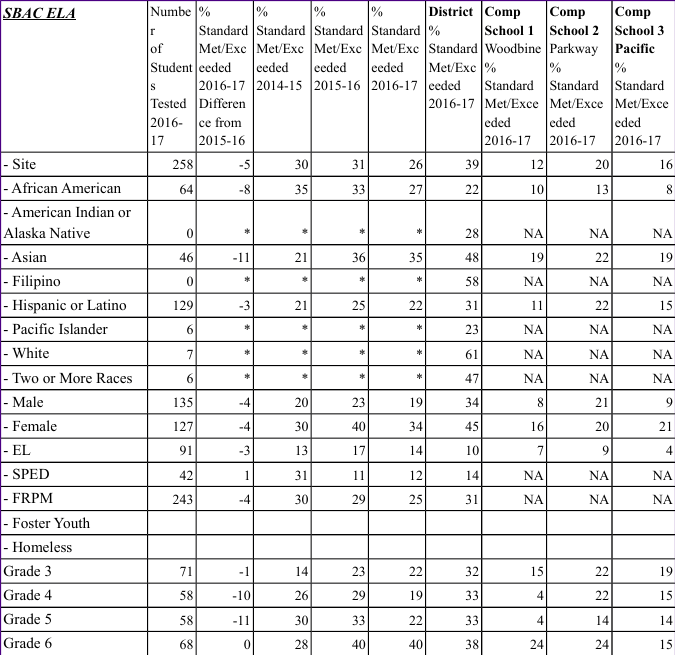 SBAC ELA | Number of Students Tested 2016-17 | % Standard Met/Exceeded 2016-17 Difference from 2015-16 | % Standard Met/Exceeded 2014-15 | % Standard Met/Exceeded 2015-16 | % Standard Met/Exceeded 2016-17 | District % Standard Met/Exceeded 2016-17 | Comp School 1 Woodbine % Standard Met/Exceeded 2016-17 | Comp School 2 Parkway % Standard Met/Exceeded 2016-17 | Comp School 3 Pacific % Standard Met/Exceeded 2016-17
- Site 258 -5 30 31 26 39 12 20 16
- African American 64 -8 35 33 27 22 10 13 8
- American Indian or
Alaska Native 0 * * * * 28 NA NA NA
- Asian 46 -11 21 36 35 48 19 22 19
- Filipino 0 * * * * 58 NA NA NA
- Hispanic or Latino 129 -3 21 25 22 31 11 22 15
- Pacific Islander 6 * * * * 23 NA NA NA
- White 7 * * * * 61 NA NA NA
- Two or More Races 6 * * * * 47 NA NA NA
- Male 135 -4 20 23 19 34 8 21 9
- Female 127 -4 30 40 34 45 16 20 21
- EL 91 -3 13 17 14 10 7 9 4
- SPED 42 1 31 11 12 14 NA NA NA
- FRPM 243 -4 30 29 25 31 NA NA NA
- Foster Youth
- Homeless
Grade 3 71 -1 14 23 22 32 15 22 19
Grade 4 58 -10 26 29 19 33 4 22 15
Grade 5 58 -11 30 33 22 33 4 14 14
Grade 6 68 0 28 40 40 38 24 24 15